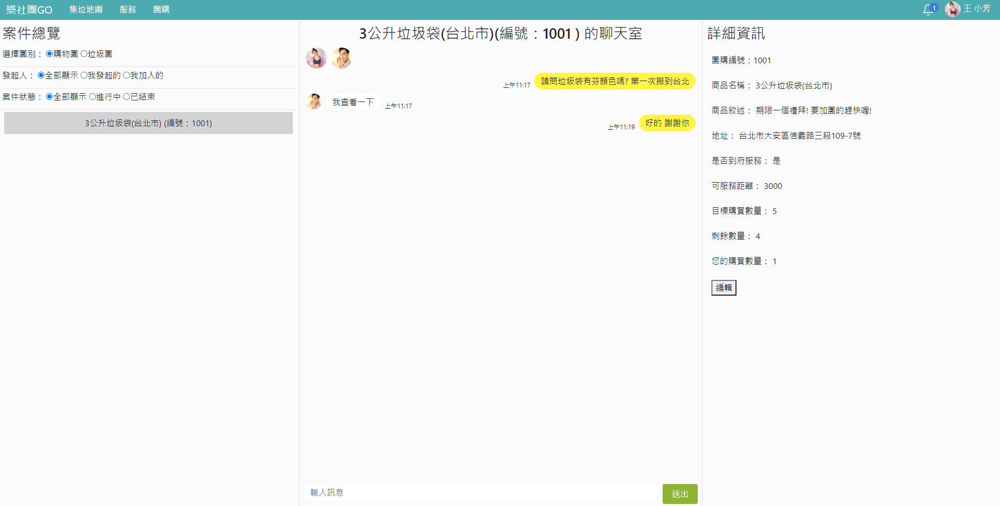 樂社團GO 集垃地圖 服務 團購 1 王 小芳
案件總覽
選擇團別： 購物團 垃圾團
發起人： 全部顯示 我發起的 我加入的
案件狀態： 全部顯示 進行中 已結束
3公升垃圾袋(台北市) (編號：1001)
3公升垃圾袋(台北市)(編號：1001 ) 的聊天室
上午11:17 請問垃圾袋有芬顏色嗎? 第一次搬到台北
我查看一下 上午11:17
上午11:19 好的 謝謝你
輸入訊息 送出
詳細資訊
團購編號：1001
商品名稱： 3公升垃圾袋(台北市)
商品敘述： 期限一個禮拜! 要加團的趕快喔!
地址： 台北市大安區信義路三段109-7號
是否到府服務： 是
可服務距離： 3000
目標購買數量： 5
剩餘數量： 4
您的購買數量： 1
編輯